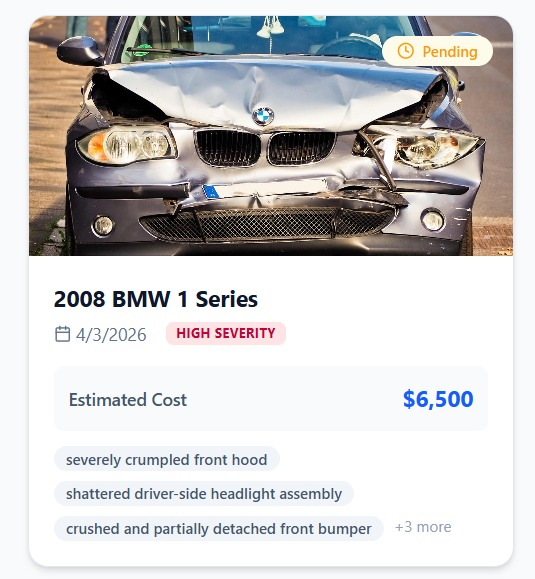 Pending
2008 BMW 1 Series
4/3/2026 HIGH SEVERITY
Estimated Cost $6,500
severely crumpled front hood
shattered driver-side headlight assembly
crushed and partially detached front bumper +3 more